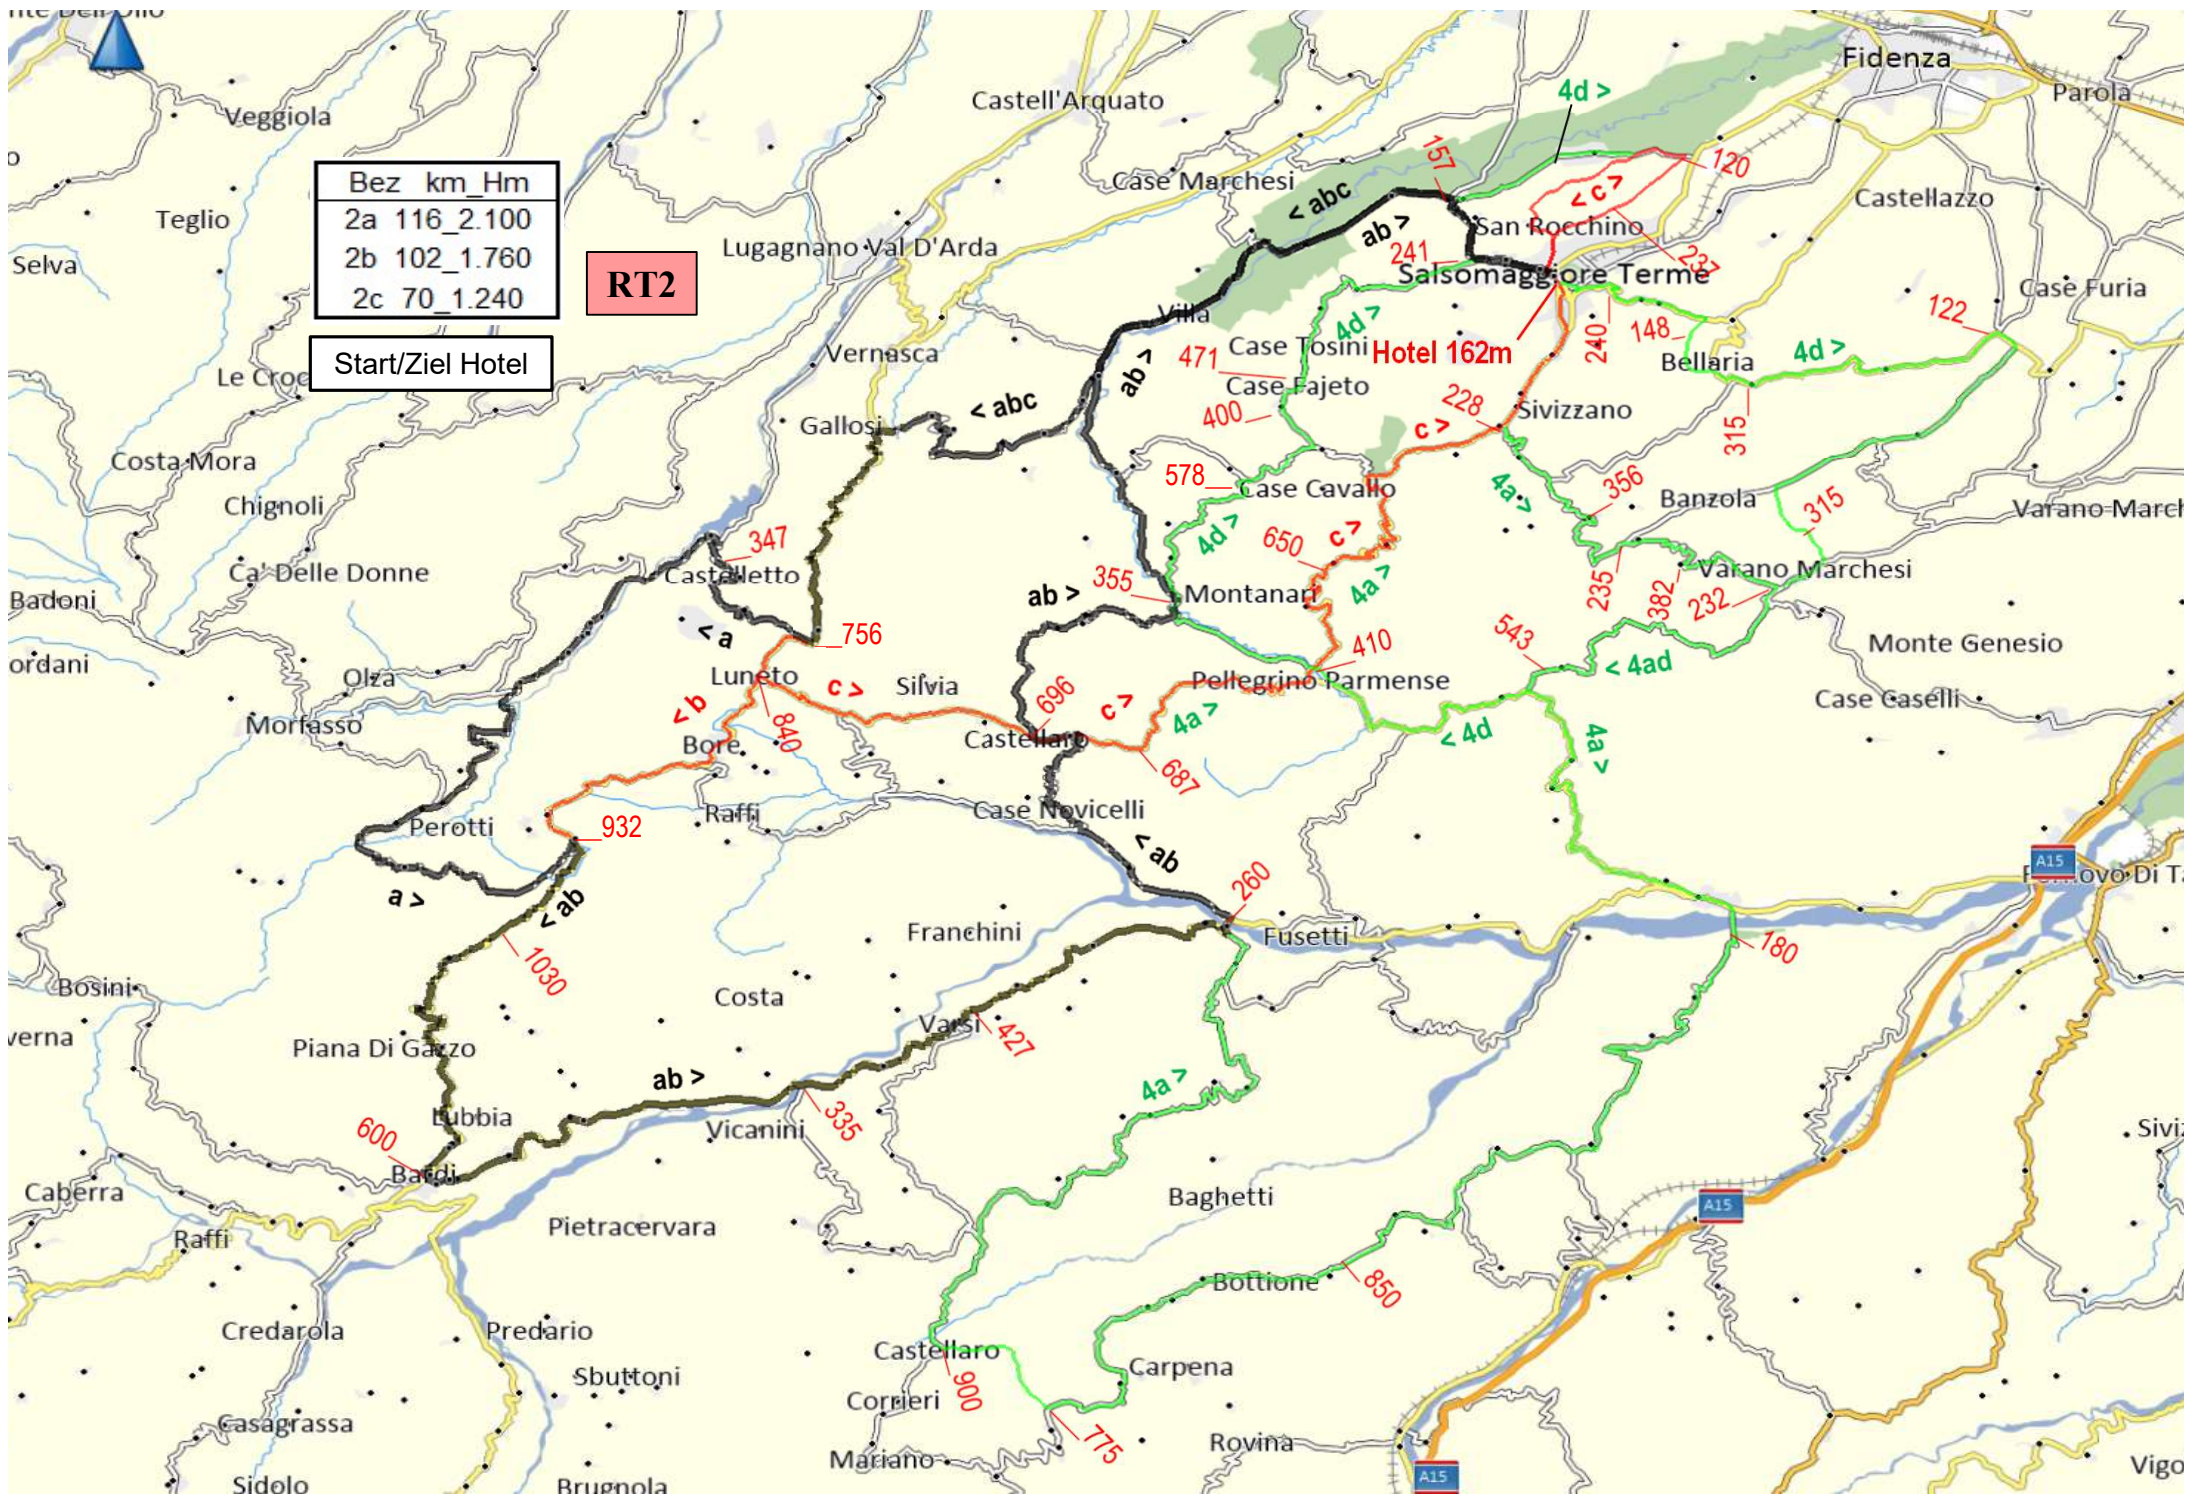 Fidenza
Parola
Veggiola
Castell'Arquato
4d >
Bez km_Hm
2a 116_2.100
2b 102_1.760
2c 70_1.240
RT2
Start/Ziel Hotel
157
120
Case Marchesi
< abc
< c >
Castellazzo
Teglio
San Rocchino
ab >
241
237
Lugagnano Val D'Arda
Selva
Salsomaggiore Terme
Case Furia
Villa
4d >
240
148
122
Vernasca
Case Tosini
Hotel 162m
471
Bellaria
4d >
Le Croc
ab >
Case Fajeto
400
228
Sivizzano
< abc
Gallosi
c >
315
Costa Mora
578
Case Cavallo
4a >
356
Banzola
315
Chignoli
Varano March
4d >
650
c >
347
Castelletto
Ca' Delle Donne
235
382
232
Varano Marchesi
355
4a >
Badoni
ab >
Montanari
< a
756
410
543
Monte Genesio
ordani
Olza
Luneto
c >
Silvia
696
Pellegrino Parmense
< 4ad
Case Caselli
< b
840
c >
4a >
Morfasso
Bore
Castellaro
< 4d
4a >
687
Raffi
Case Novicelli
Perotti
932
A15
< ab
260
a >
< ab
Franchini
Fusetti
180
1030
Bosini
Costa
verna
Varsi
427
Piana Di Gazzo
ab >
4a >
335
Lubbia
Vicanini
600
Bardi
Caberra
Baghetti
A15
Pietracervara
Raffi
Bottione
850
Credarola
Predario
Castellaro
Sbuttoni
900
Carpena
Corrieri
Casagrassa
775
Rovina
Mariano
A15
Vigo
Sidolo
Brugnola